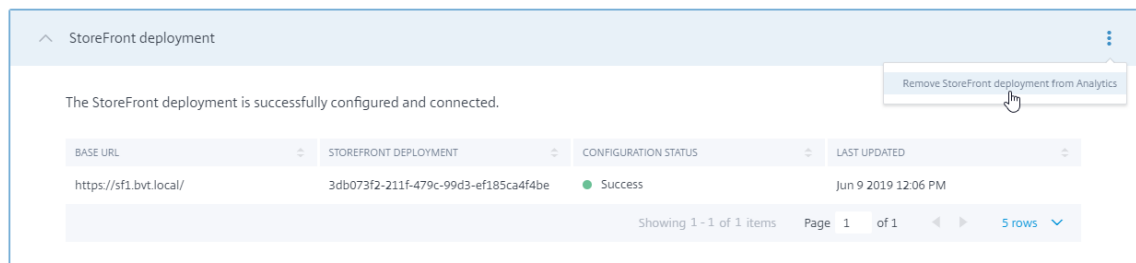 StoreFront deployment
Remove StoreFront deployment from Analytics
The StoreFront deployment is successfully configured and connected.
BASE URL STOREFRONT DEPLOYMENT CONFIGURATION STATUS LAST UPDATED
https://sf1.bvt.local/ 3db073f2-211f-479c-99d3-ef185ca4f4be Success Jun 9 2019 12:06 PM
Showing 1 - 1 of 1 items Page 1 of 1 5 rows